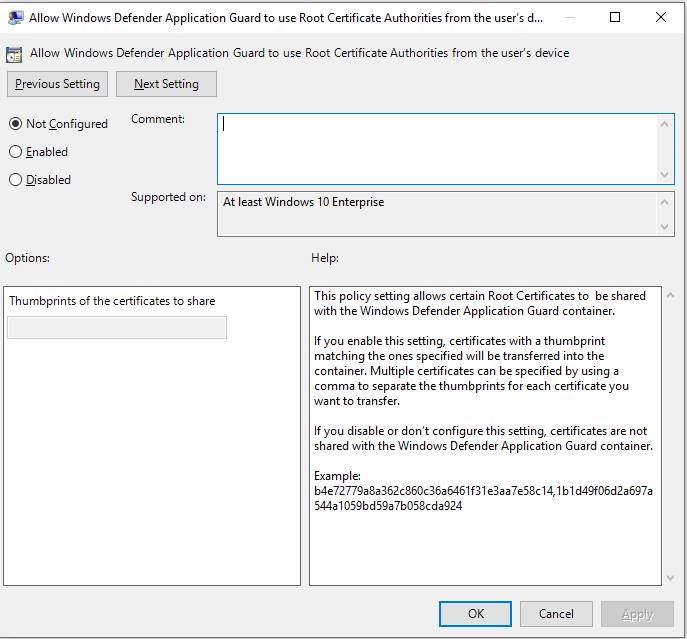 Allow Windows Defender Application Guard to use Root Certificate Authorities from the user's d...
Allow Windows Defender Application Guard to use Root Certificate Authorities from the user's device
Previous Setting
Next Setting
Not Configured
Comment:
Enabled
Disabled
Supported on:
At least Windows 10 Enterprise
Options:
Help:
Thumbprints of the certificates to share
This policy setting allows certain Root Certificates to  be shared
with the Windows Defender Application Guard container.
If you enable this setting, certificates with a thumbprint
matching the ones specified will be transferred into the
container. Multiple certificates can be specified by using a
comma to separate the thumbprints for each certificate you
want to transfer.
If you disable or don't configure this setting, certificates are not
shared with the Windows Defender Application Guard container.
Example:
b4e72779a8a362c860c36a6461f31e3aa7e58c14,1b1d49f06d2a697a
544a1059bd59a7b058cda924
OK
Cancel
Apply